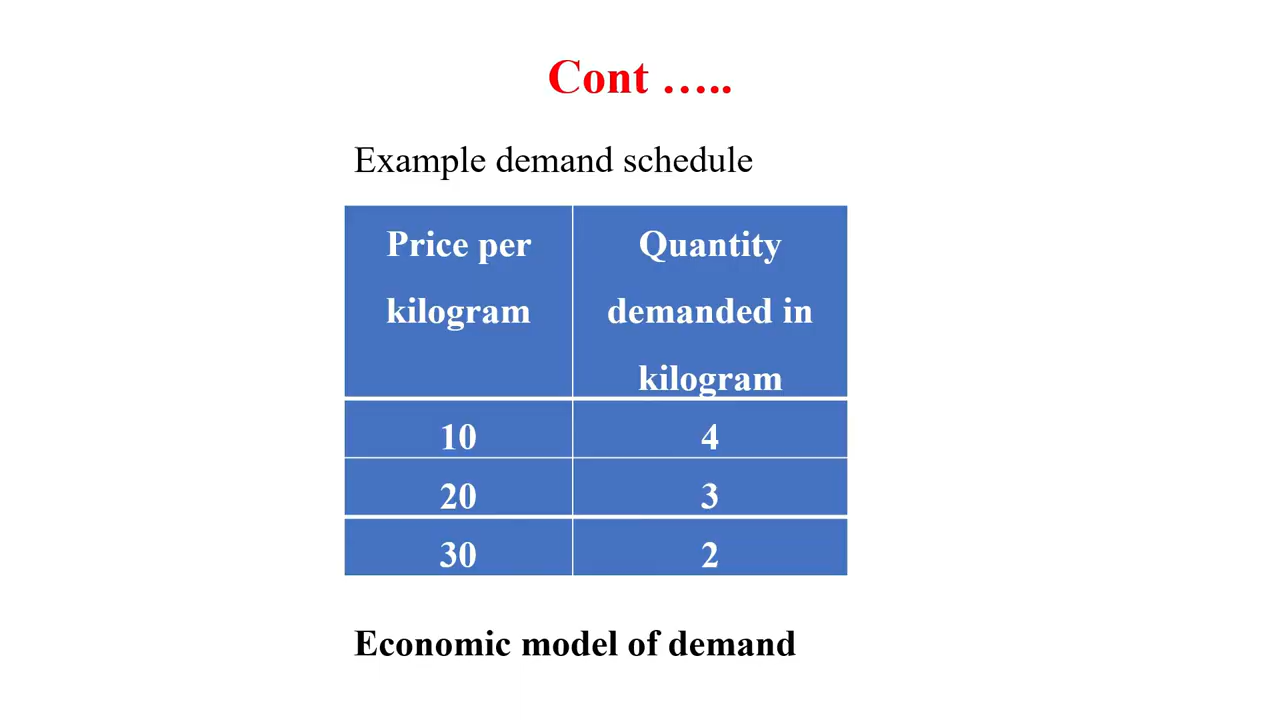 Cont …..
Example demand schedule
Price per kilogram
Quantity demanded in kilogram
10 4
20 3
30 2
Economic model of demand